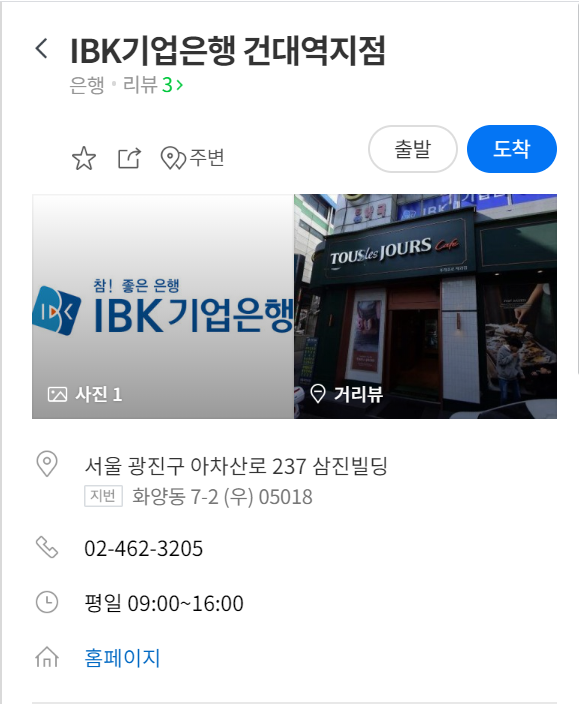 IBK기업은행 건대역지점
은행 • 리뷰 3
주변
출발
도착
참! 좋은 은행
IBK기업은행
사진 1
TOUS les JOURS Cafe
거리뷰
서울 광진구 아차산로 237 삼진빌딩
지번 화양동 7-2 (우) 05018
02-462-3205
평일 09:00~16:00
홈페이지